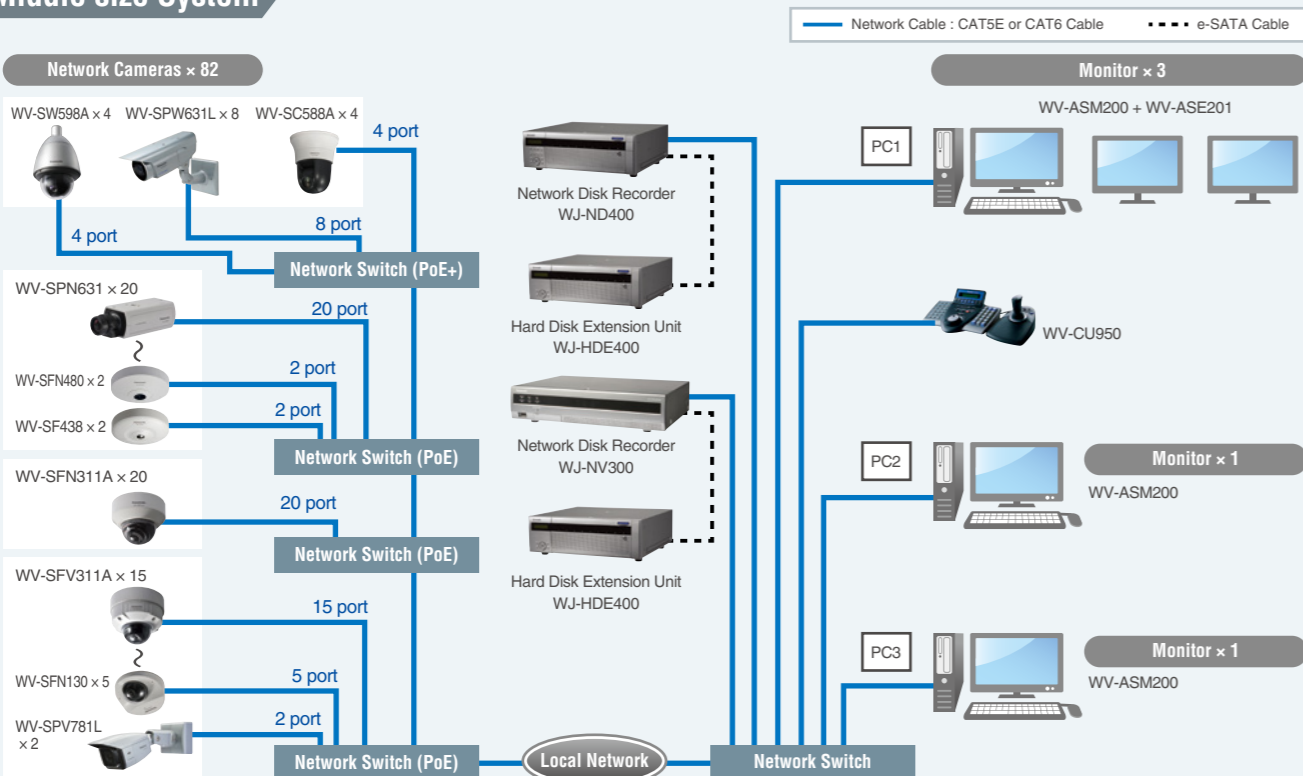 Middle size System
Network Cable : CAT5E or CAT6 Cable
e-SATA Cable
Network Cameras × 82
WV-SW598A × 4
WV-SPW631L × 8
WV-SC588A × 4
4 port
4 port
8 port
Network Switch (PoE+)
WV-SPN631 × 20
20 port
WV-SFN480 × 2
2 port
WV-SF438 × 2
2 port
Network Switch (PoE)
WV-SFN311A × 20
20 port
Network Switch (PoE)
WV-SFV311A × 15
15 port
WV-SFN130 × 5
5 port
WV-SPV781L
× 2
2 port
Network Switch (PoE)
Network Disk Recorder
WJ-ND400
Hard Disk Extension Unit
WJ-HDE400
Network Disk Recorder
WJ-NV300
Hard Disk Extension Unit
WJ-HDE400
Local Network
Network Switch
Monitor × 3
WV-ASM200 + WV-ASE201
PC1
WV-CU950
PC2
Monitor × 1
WV-ASM200
PC3
Monitor × 1
WV-ASM200